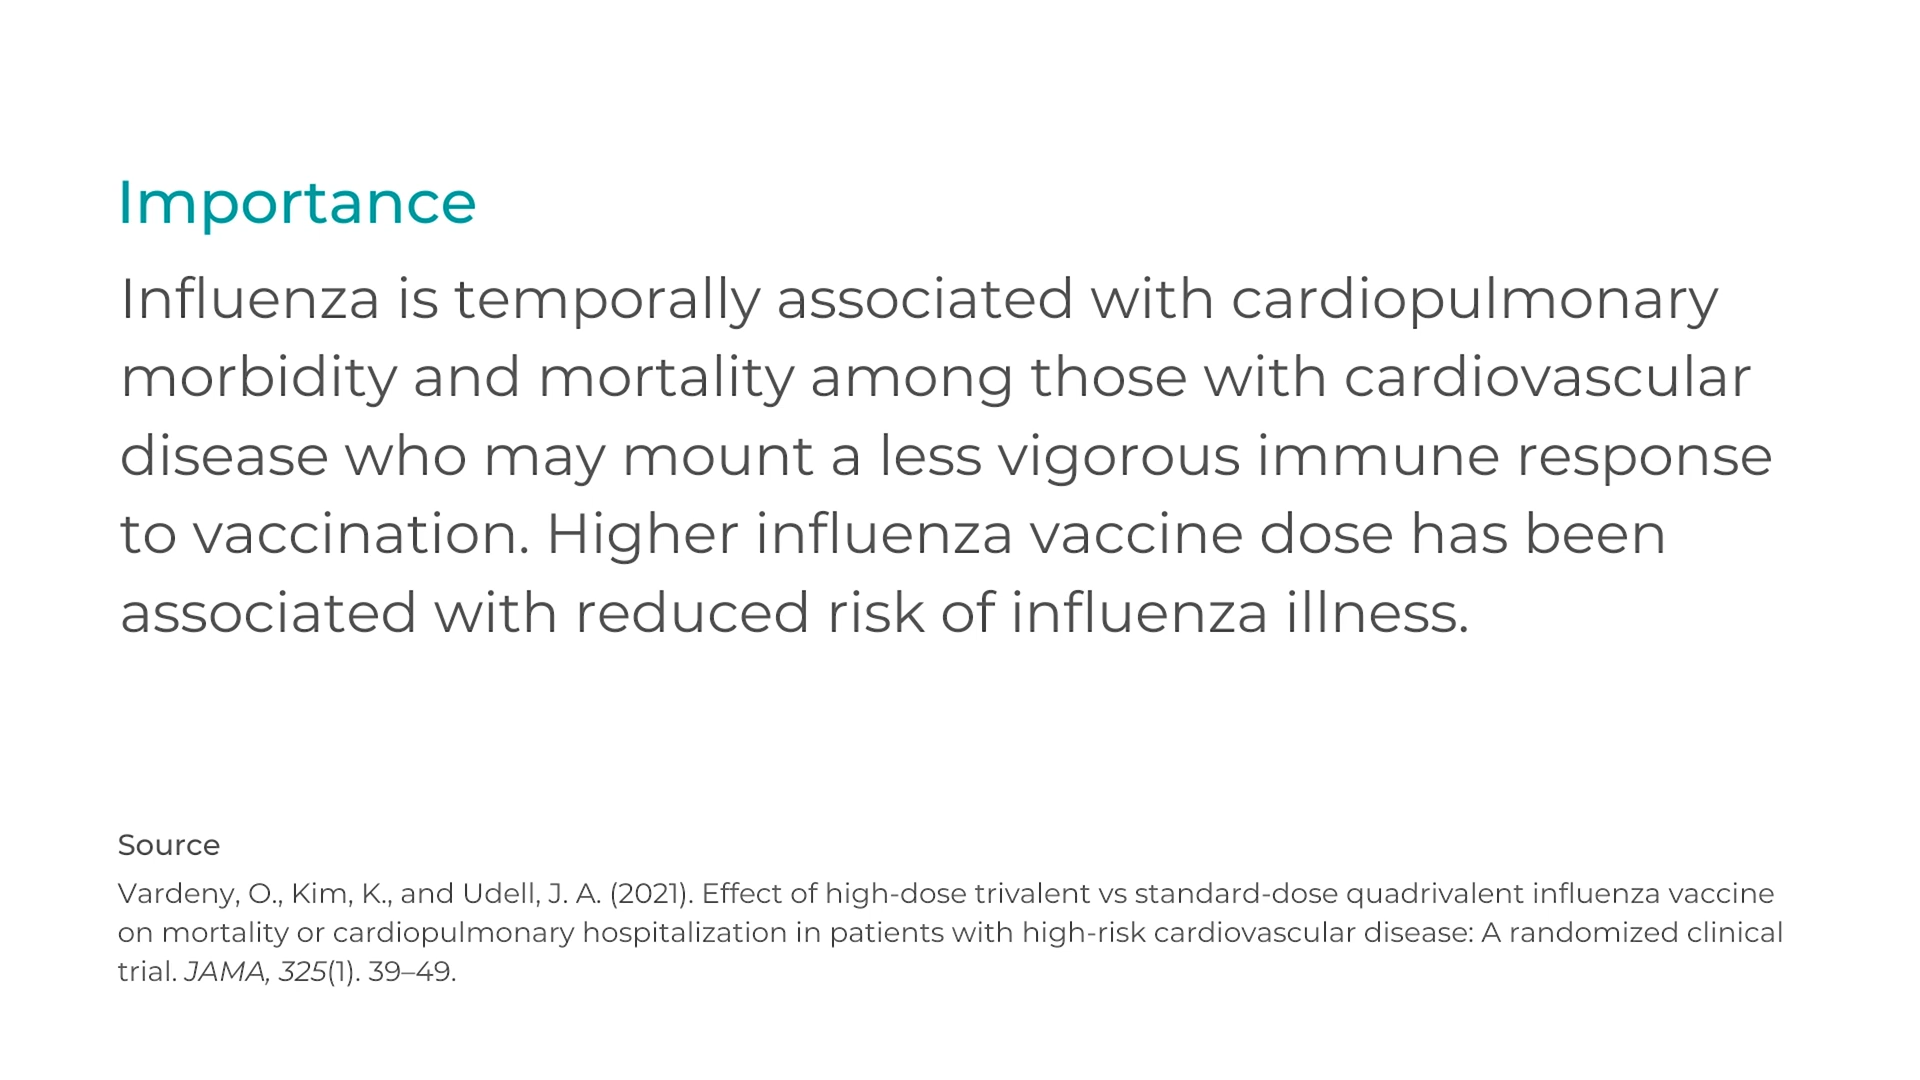 Importance
Influenza is temporally associated with cardiopulmonary
morbidity and mortality among those with cardiovascular
disease who may mount a less vigorous immune response
to vaccination. Higher influenza vaccine dose has been
associated with reduced risk of influenza illness.
Source
Vardeny, O., Kim, K., and Udell, J. A. (2021). Effect of high-dose trivalent vs standard-dose quadrivalent influenza vaccine
on mortality or cardiopulmonary hospitalization in patients with high-risk cardiovascular disease: A randomized clinical
trial. JAMA, 325(1). 39–49.